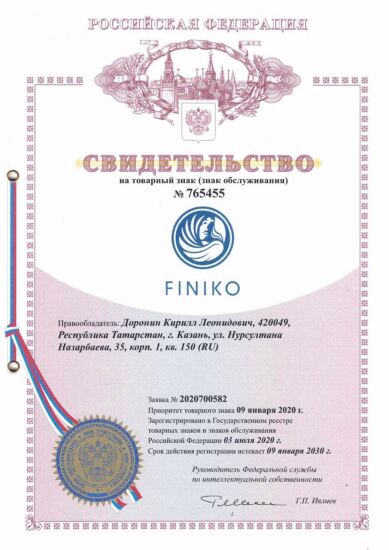 РОССИЙСКАЯ ФЕДЕРАЦИЯ
СВИДЕТЕЛЬСТВО
на товарный знак (знак обслуживания)
№ 765455
FINIKO
Правообладатель: Доронин Кирилл Леонидович, 420049,
Республика Татарстан, г. Казань, ул. Нурсултана
Назарбаева, 35, корп. 1, кв. 150 (RU)
Заявка № 2020700582
Приоритет товарного знака 09 января 2020 г.
Зарегистрировано в Государственном реестре
товарных знаков и знаков обслуживания
Российской Федерации 03 июля 2020 г.
Срок действия регистрации истекает 09 января 2030 г.
Руководитель Федеральной службы
по интеллектуальной собственности
Г.П. Ивлиев